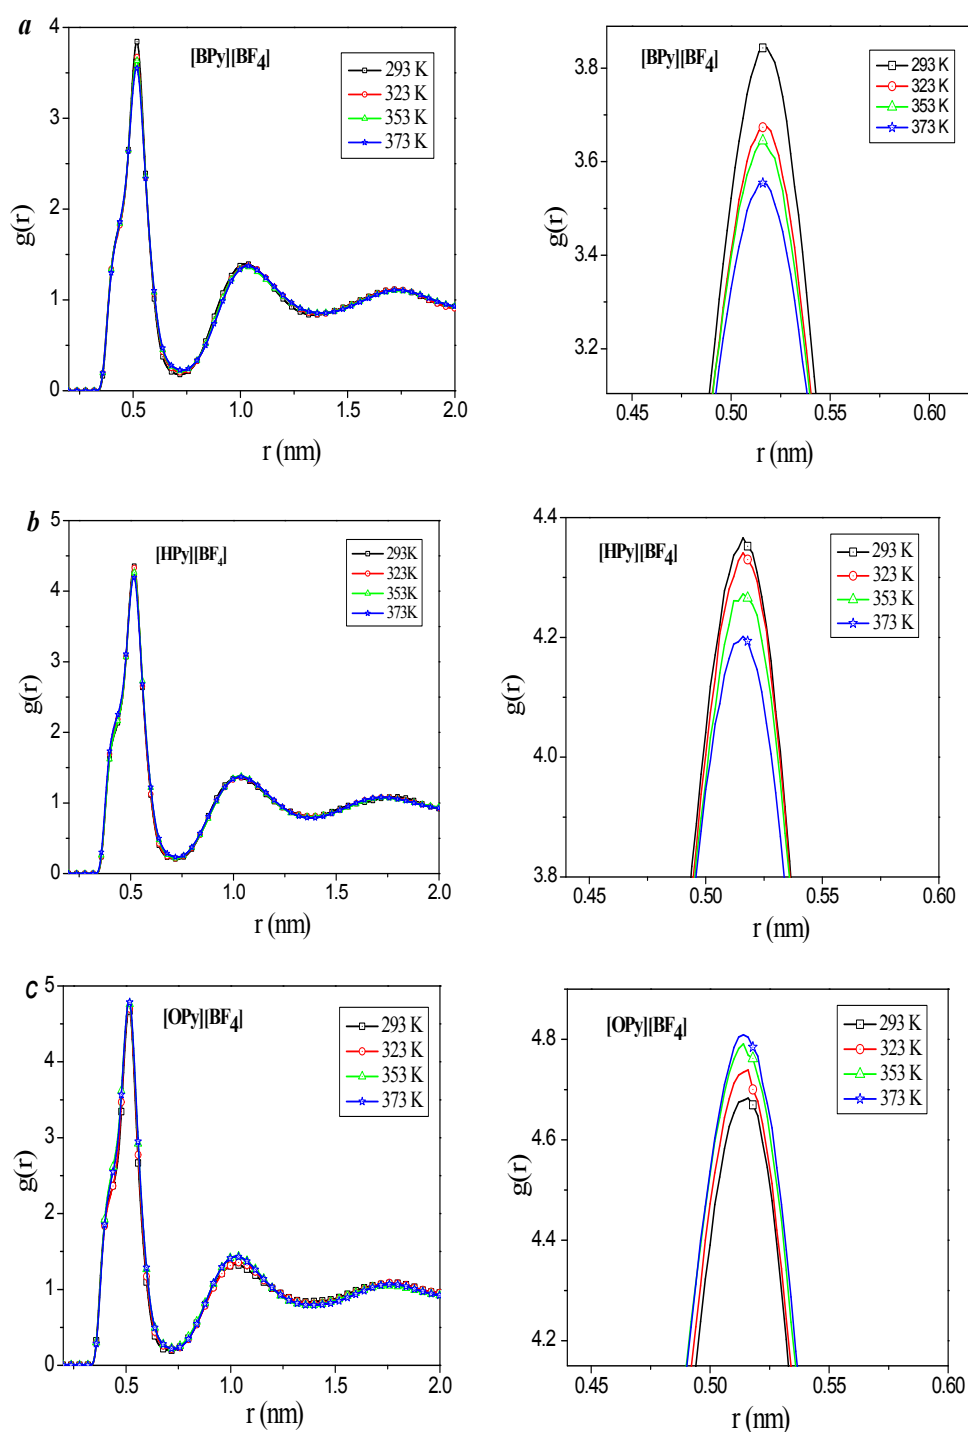 a
[BPy][BF4]
293 K
323 K
353 K
373 K
g(r)
4
3
2
1
0
0.5
1.0
1.5
2.0
r (nm)
[BPy][BF4]
293 K
323 K
353 K
373 K
g(r)
3.8
3.6
3.4
3.2
0.45
0.50
0.55
0.60
r (nm)
b
[HPy][BF4]
293K
323K
353K
373K
g(r)
5
4
3
2
1
0
0.5
1.0
1.5
2.0
r (nm)
[HPy][BF4]
293 K
323 K
353 K
373 K
g(r)
4.4
4.2
4.0
3.8
0.45
0.50
0.55
0.60
r (nm)
c
[OPy][BF4]
293 K
323 K
353 K
373 K
g(r)
5
4
3
2
1
0
0.5
1.0
1.5
2.0
r (nm)
[OPy][BF4]
293 K
323 K
353 K
373 K
g(r)
4.8
4.6
4.4
4.2
0.45
0.50
0.55
0.60
r (nm)